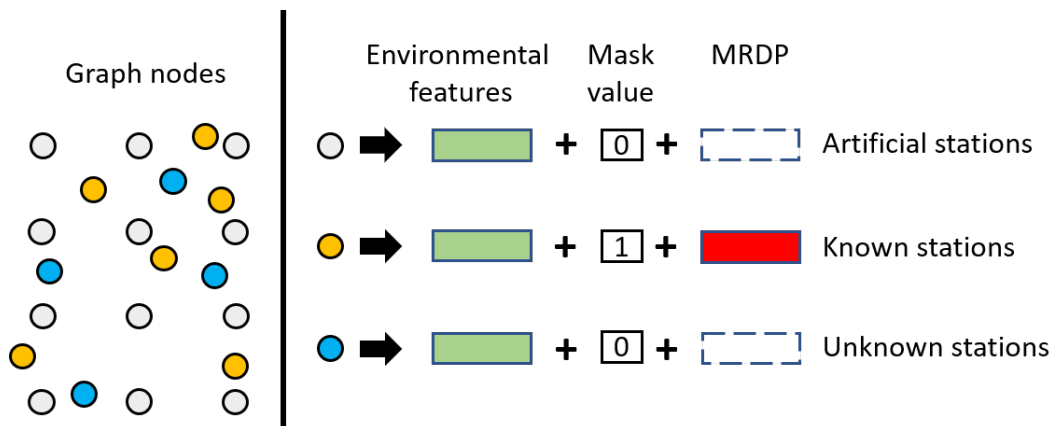 Graph nodes
Environmental features
Mask value
MRDP
+ 0 + Artificial stations
+ 1 + Known stations
+ 0 + Unknown stations